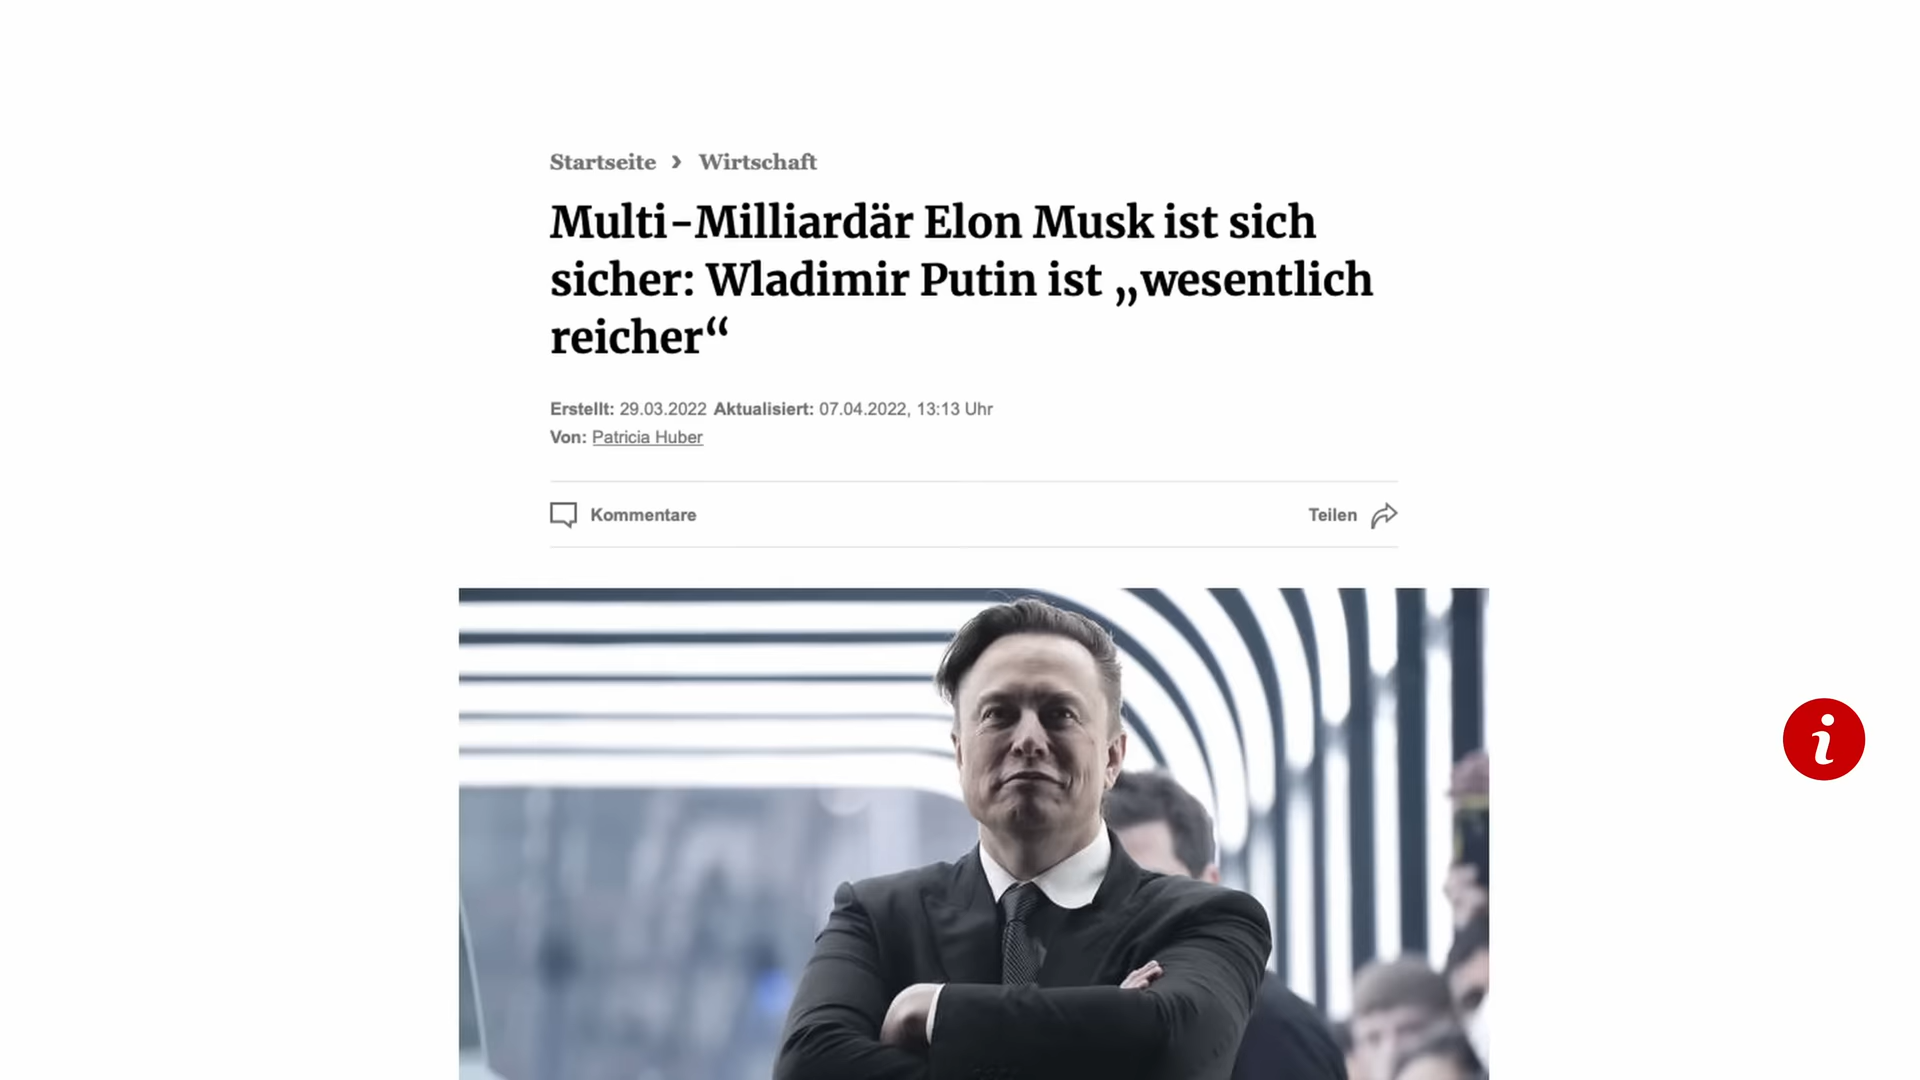 Startseite › Wirtschaft
Multi-Milliardär Elon Musk ist sich
sicher: Wladimir Putin ist „wesentlich
reicher“
Erstellt: 29.03.2022 Aktualisiert: 07.04.2022, 13:13 Uhr
Von: Patricia Huber
Kommentare
Teilen
i